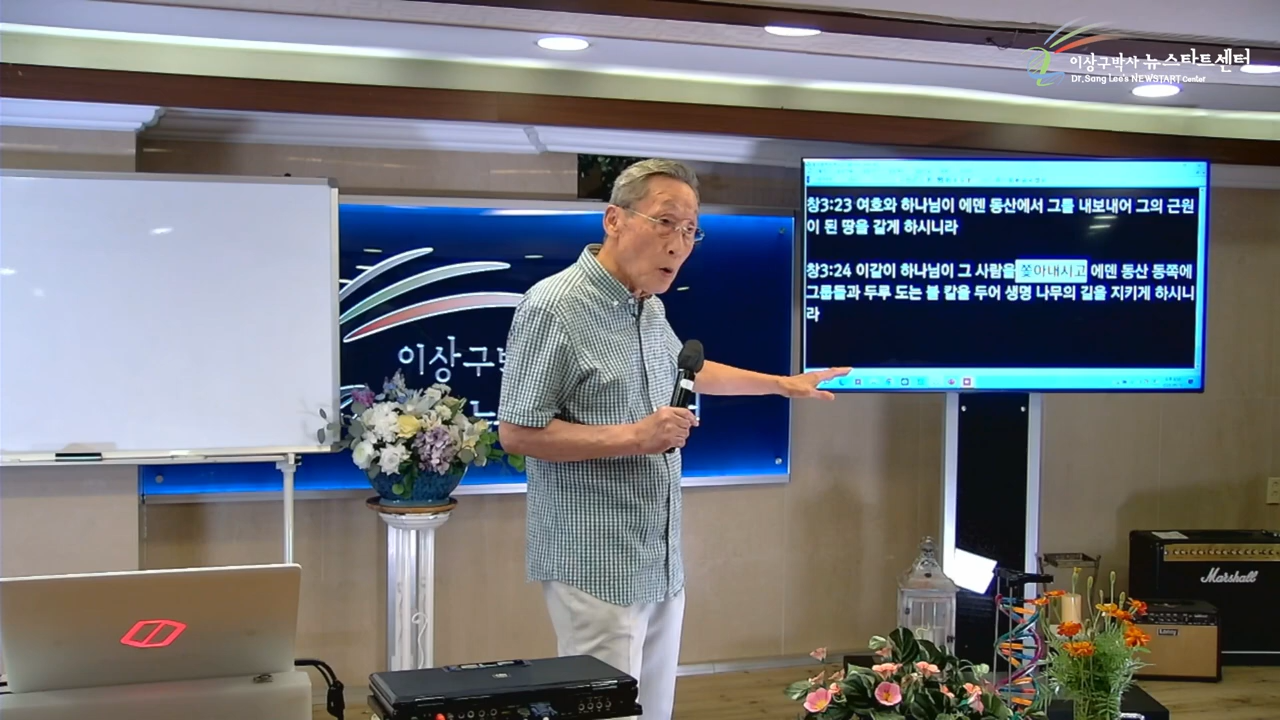 이상구박사 뉴스타트센터
Dr. Sang Lee's NEWSTART Center
창3:23 여호와 하나님이 에덴 동산에서 그를 내보내어 그의 근원
이 된 땅을 갈게 하시니라
창3:24 이같이 하나님이 그 사람을 쫓아내시고 에덴 동산 동쪽에
그룹들과 두루 도는 불 칼을 두어 생명 나무의 길을 지키게 하시니
라
이상구
Marshall
Laney